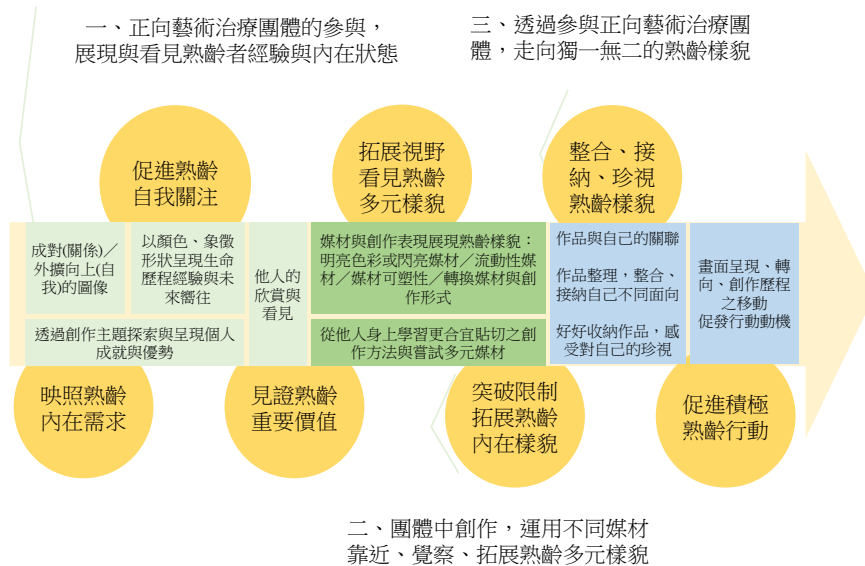 一、正向藝術治療團體的參與，
展現與看見熟齡者經驗與內在狀態
三、透過參與正向藝術治療團
體，走向獨一無二的熟齡樣貌
促進熟齡
自我關注
拓展視野
看見熟齡
多元樣貌
整合、接
納、珍視
熟齡樣貌
成對(關係)／
外擴向上(自
我)的圖像
以顏色、象徵
形狀呈現生命
歷程經驗與未
來嚮往
透過創作主題探索與呈現個人
成就與優勢
他人的
欣賞與
看見
媒材與創作表現展現熟齡樣貌：
明亮色彩或閃亮媒材／流動性媒
材／媒材可塑性／轉換媒材與創
作形式
從他人身上學習更合宜貼切之創
作方法與嘗試多元媒材
作品與自己的關聯
作品整理，整合、
接納自己不同面向
好好收納作品，感
受對自己的珍視
畫面呈現、轉
向、創作歷程
之移動
促發行動動機
映照熟齡
內在需求
見證熟齡
重要價值
突破限制
拓展熟齡
內在樣貌
促進積極
熟齡行動
二、團體中創作，運用不同媒材
靠近、覺察、拓展熟齡多元樣貌